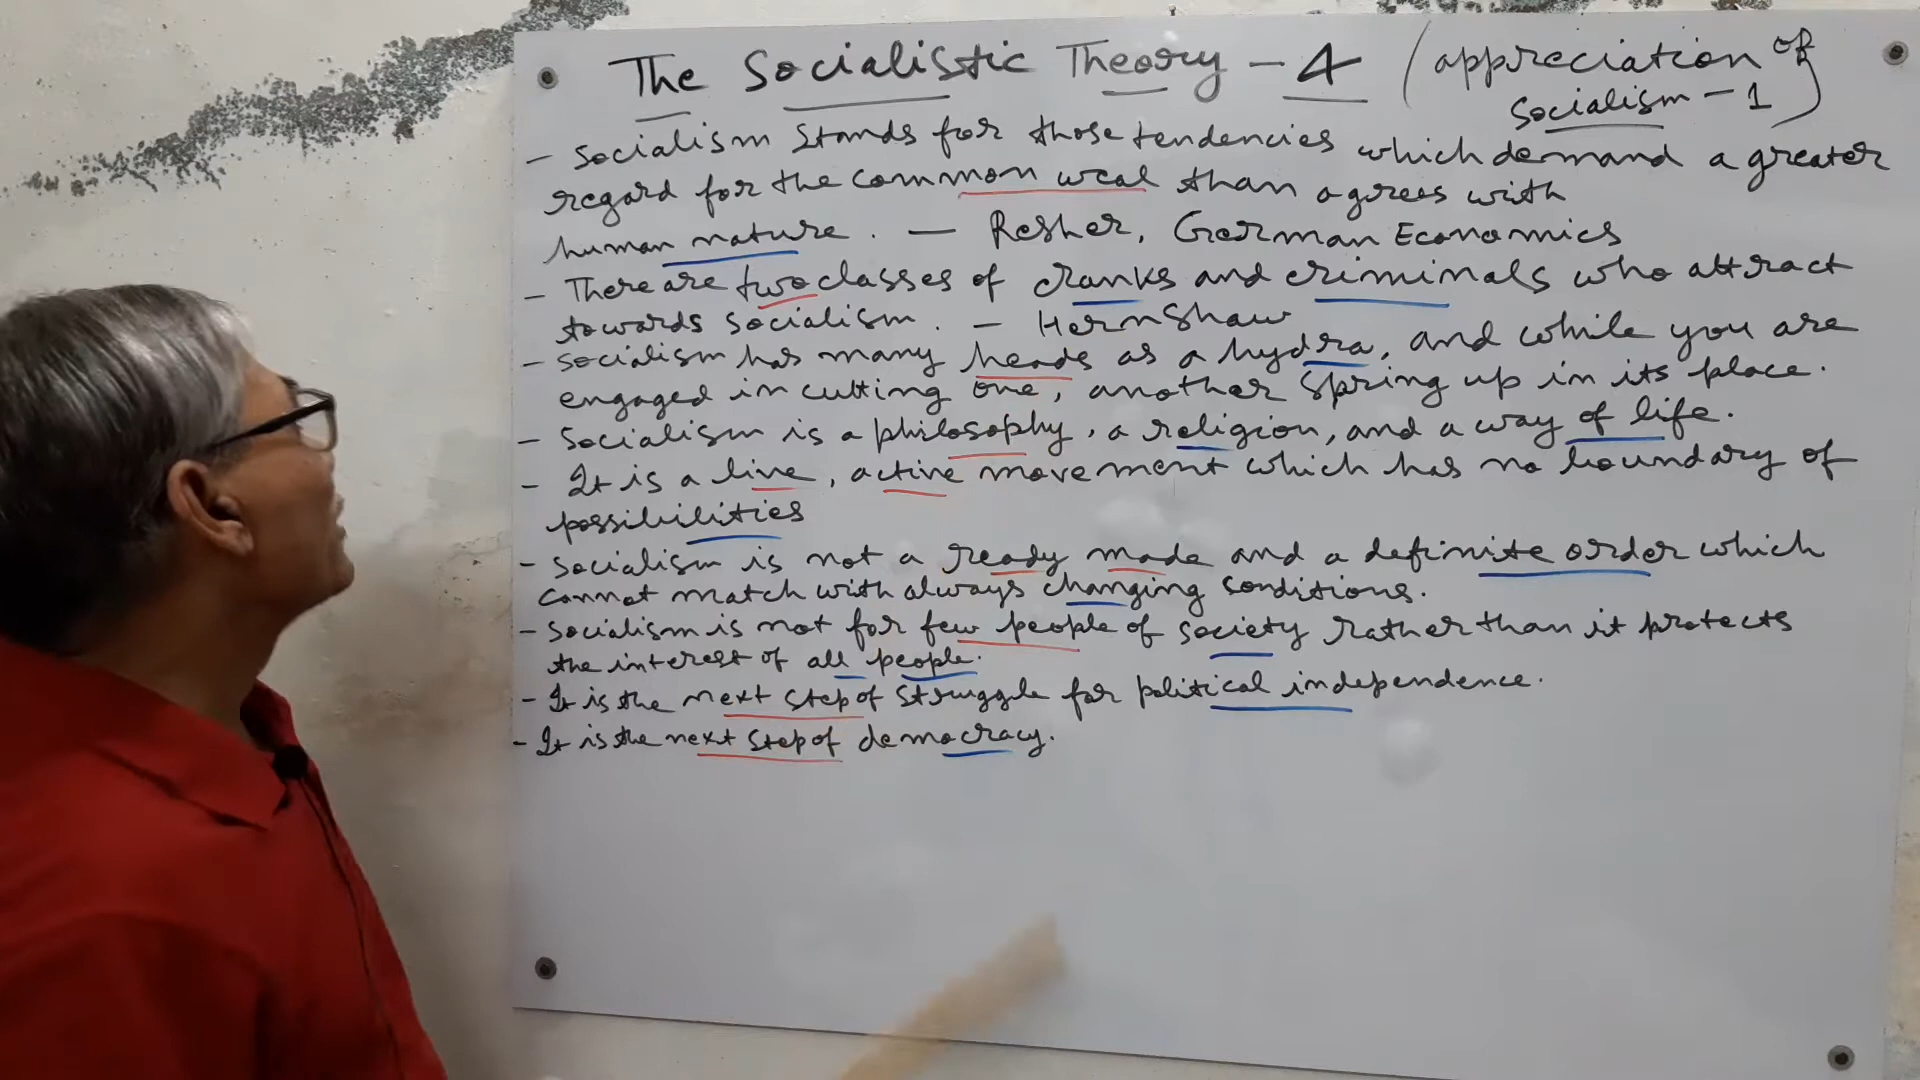 The Socialistic Theory - 4 (appreciation of
Socialism - 1)
- Socialism stands for those tendencies which demand a greater
regard for the common weal than agrees with
human nature. - Resher, German Economics
- There are two classes of cranks and criminals who attract
towards socialism. - Hernshaw
- Socialism has many heads as a hydra, and while you are
engaged in cutting one, another spring up in its place.
- Socialism is a philosophy, a religion, and a way of life.
- It is a live, active movement which has no boundary of
possibilities
- Socialism is not a ready made and a definite order which
cannot match with always changing conditions.
- Socialism is not for few people of society rather than it protects
the interest of all people.
- It is the next step of struggle for political independence.
- It is the next step of democracy.